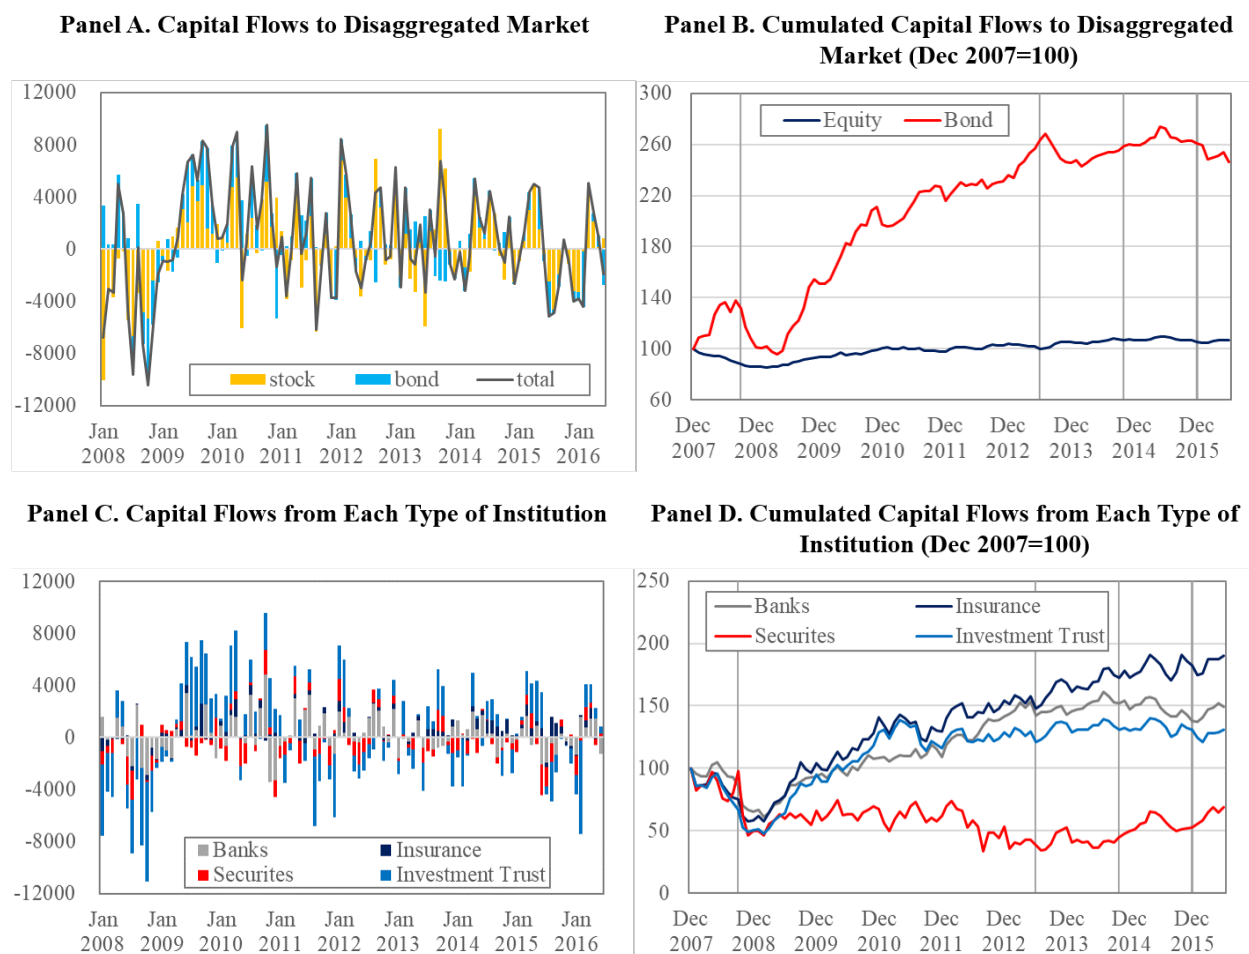 Panel A. Capital Flows to Disaggregated Market
12000
8000
4000
0
-4000
-8000
-12000
stock bond total
Jan Jan Jan Jan Jan Jan Jan Jan Jan
2008 2009 2010 2011 2012 2013 2014 2015 2016
Panel B. Cumulated Capital Flows to Disaggregated
Market (Dec 2007=100)
300
260
220
180
140
100
60
Equity Bond
Dec Dec Dec Dec Dec Dec Dec Dec Dec
2007 2008 2009 2010 2011 2012 2013 2014 2015
Panel C. Capital Flows from Each Type of Institution
12000
8000
4000
0
-4000
-8000
-12000
Banks Insurance
Securites Investment Trust
Jan Jan Jan Jan Jan Jan Jan Jan Jan
2008 2009 2010 2011 2012 2013 2014 2015 2016
Panel D. Cumulated Capital Flows from Each Type of
Institution (Dec 2007=100)
250
200
150
100
50
0
Banks Insurance
Securites Investment Trust
Dec Dec Dec Dec Dec Dec Dec Dec Dec
2007 2008 2009 2010 2011 2012 2013 2014 2015